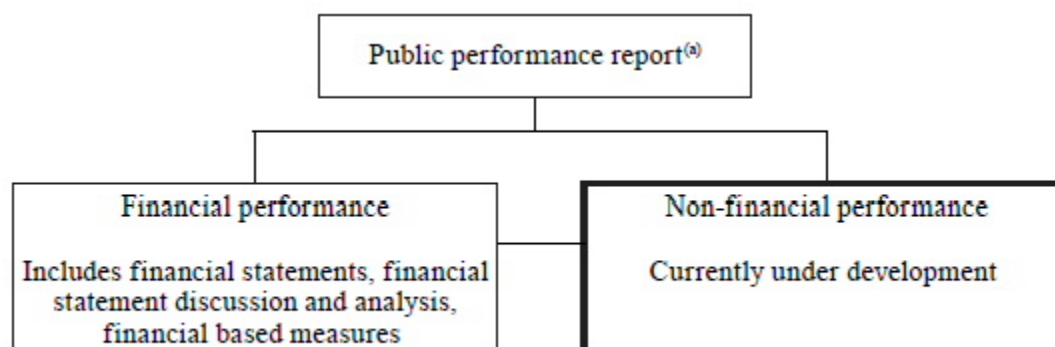 Public performance report(a)
Financial performance
Includes financial statements, financial
statement discussion and analysis,
financial based measures
Non-financial performance
Currently under development